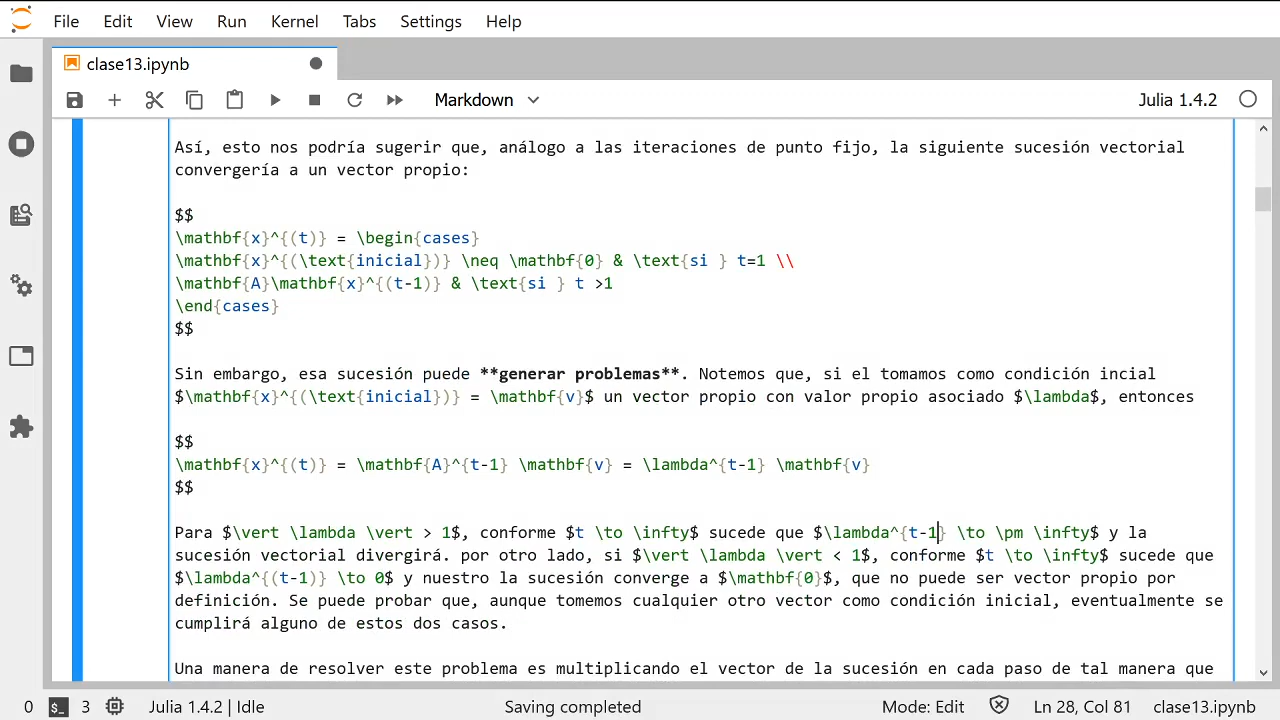 File Edit View Run Kernel Tabs Settings Help
clase13.ipynb
Markdown
Julia 1.4.2
Así, esto nos podría sugerir que, análogo a las iteraciones de punto fijo, la siguiente sucesión vectorial
convergería a un vector propio:
$$
\mathbf{x}^{(t)} = \begin{cases}
\mathbf{x}^{(\text{inicial})} \neq \mathbf{0} & \text{si } t=1 \\
\mathbf{A}\mathbf{x}^{(t-1)} & \text{si } t >1
\end{cases}
$$
Sin embargo, esa sucesión puede **generar problemas**. Notemos que, si el tomamos como condición incial
$\mathbf{x}^{(\text{inicial})} = \mathbf{v}$ un vector propio con valor propio asociado $\lambda$, entonces
$$
\mathbf{x}^{(t)} = \mathbf{A}^{t-1} \mathbf{v} = \lambda^{t-1} \mathbf{v}
$$
Para $\vert \lambda \vert > 1$, conforme $t \to \infty$ sucede que $\lambda^{t-1} \to \pm \infty$ y la
sucesión vectorial divergirá. por otro lado, si $\vert \lambda \vert < 1$, conforme $t \to \infty$ sucede que
$\lambda^{(t-1)} \to 0$ y nuestro la sucesión converge a $\mathbf{0}$, que no puede ser vector propio por
definición. Se puede probar que, aunque tomemos cualquier otro vector como condición inicial, eventualmente se
cumplirá alguno de estos dos casos.
Una manera de resolver este problema es multiplicando el vector de la sucesión en cada paso de tal manera que
0 $_ 3 Julia 1.4.2 | Idle Saving completed Mode: Edit Ln 28, Col 81 clase13.ipynb